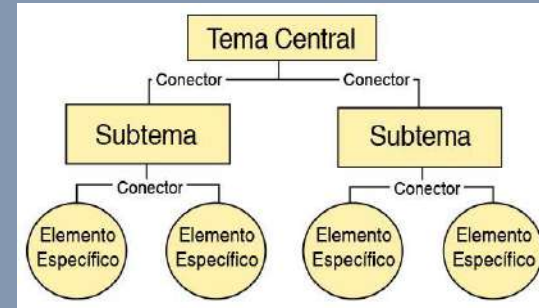 Tema Central
Conector Conector
Subtema Subtema
Conector Conector
Elemento Elemento Elemento Elemento
Específico Específico Específico Específico